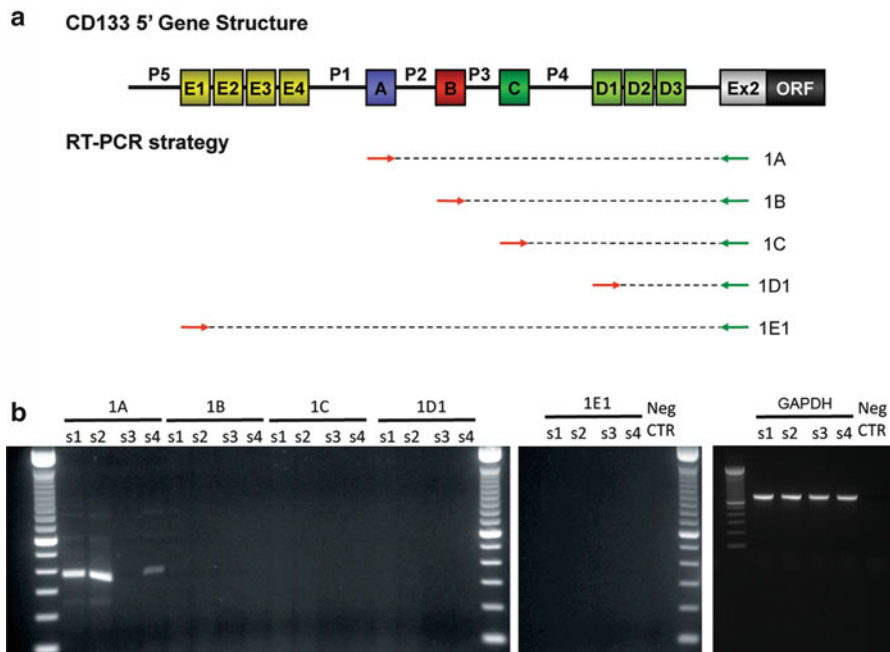 a
CD133 5' Gene Structure
P5 E1 E2 E3 E4 P1 A P2 B P3 C P4 D1 D2 D3 Ex2 ORF
RT-PCR strategy
1A
1B
1C
1D1
1E1
b
1A 1B 1C 1D1 1E1 Neg GAPDH Neg
s1 s2 s3 s4 s1 s2 s3 s4 s1 s2 s3 s4 s1 s2 s3 s4 s1 s2 s3 s4 CTR s1 s2 s3 s4 CTR